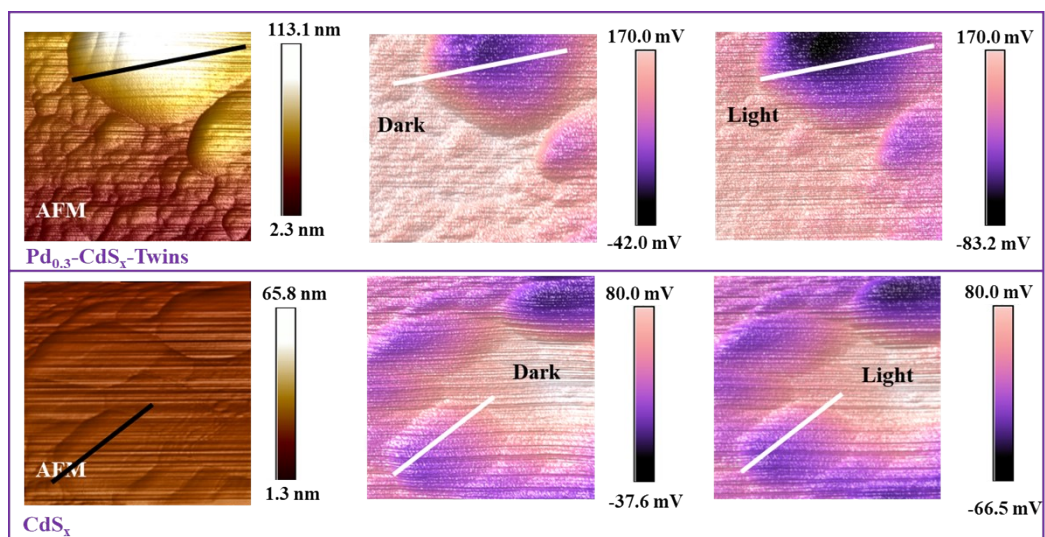 113.1 nm
170.0 mV
170.0 mV
Dark
Light
AFM
2.3 nm
-42.0 mV
-83.2 mV
Pd0.3-CdSx-Twins
65.8 nm
80.0 mV
80.0 mV
Dark
Light
AFM
1.3 nm
-37.6 mV
-66.5 mV
CdSx